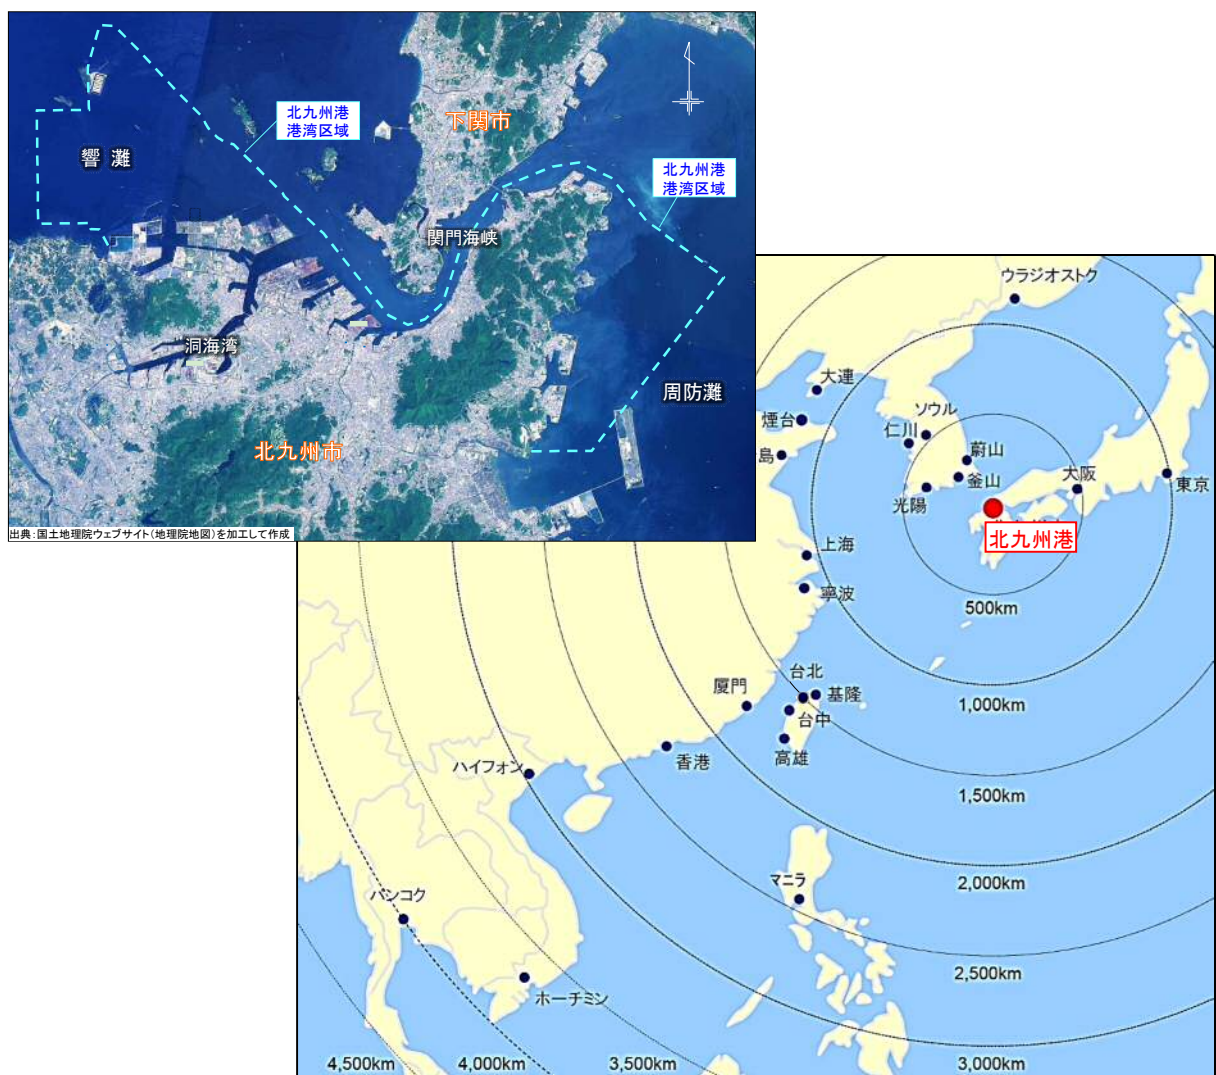 下関市
北九州港
港湾区域
響 灘
北九州港
港湾区域
関門海峡
洞海湾
周防灘
北九州市
出典：国土地理院ウェブサイト（地理院地図）を加工して作成
ウラジオストク
大連
煙台
ソウル
仁川
蔚山
島
釜山
大阪
東京
光陽
北九州港
上海
寧波
500km
台北
厦門
基隆
1,000km
台中
香港
高雄
ハイフォン
1,500km
マニラ
2,000km
バンコク
2,500km
ホーチミン
4,500km
4,000km
3,500km
3,000km